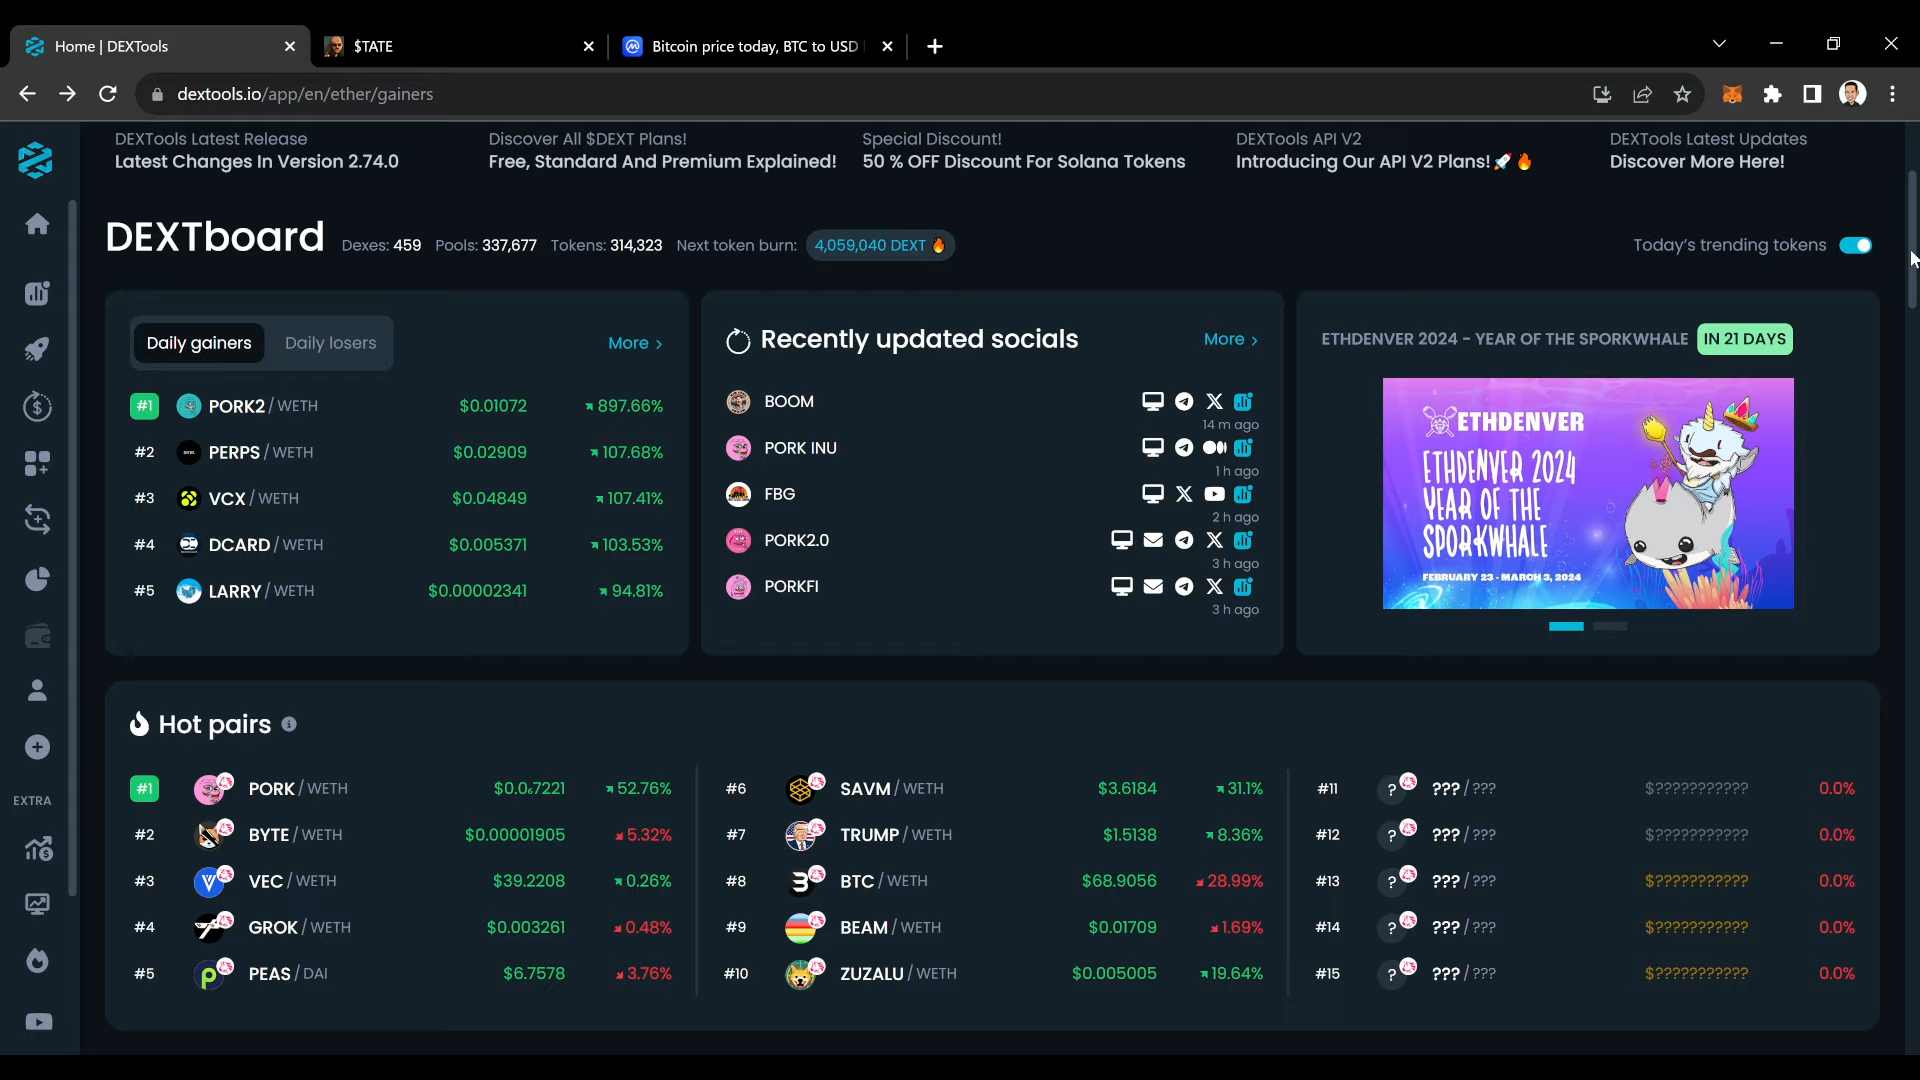 Home | DEXTools
$TATE
Bitcoin price today, BTC to USD
dextools.io/app/en/ether/gainers
DEXTools Latest Release
Latest Changes In Version 2.74.0
Discover All $DEXT Plans!
Free, Standard And Premium Explained!
Special Discount!
50 % OFF Discount For Solana Tokens
DEXTools API V2
Introducing Our API V2 Plans!🚀🔥
DEXTools Latest Updates
Discover More Here!
DEXTboard Dexes: 459 Pools: 337,677 Tokens: 314,323 Next token burn: 4,059,040 DEXT 🔥
Today's trending tokens
Daily gainers Daily losers More >
#1 PORK2 / WETH $0.01072 897.66%
#2 PERPS / WETH $0.02909 107.68%
#3 VCX / WETH $0.04849 107.41%
#4 DCARD / WETH $0.005371 103.53%
#5 LARRY / WETH $0.00002341 94.81%
Recently updated socials More >
BOOM
14 m ago
PORK INU
1 h ago
FBG
2 h ago
PORK2.0
3 h ago
PORKFI
3 h ago
ETHDENVER 2024 - YEAR OF THE SPORKWHALE IN 21 DAYS
ETHDENVER
ETHDENVER 2024
YEAR OF THE
SPORKWHALE
FEBRUARY 23 - MARCH 3, 2024
Hot pairs
#1 PORK / WETH $0.0₆7221 52.76%
#2 BYTE / WETH $0.00001905 5.32%
#3 VEC / WETH $39.2208 0.26%
#4 GROK / WETH $0.003261 0.48%
#5 PEAS / DAI $6.7578 3.76%
#6 SAVM / WETH $3.6184 31.1%
#7 TRUMP / WETH $1.5138 8.36%
#8 BTC / WETH $68.9056 28.99%
#9 BEAM / WETH $0.01709 1.69%
#10 ZUZALU / WETH $0.005005 19.64%
#11 ? ??? / ??? $??????????? 0.0%
#12 ? ??? / ??? $??????????? 0.0%
#13 ? ??? / ??? $??????????? 0.0%
#14 ? ??? / ??? $??????????? 0.0%
#15 ? ??? / ??? $??????????? 0.0%
EXTRA